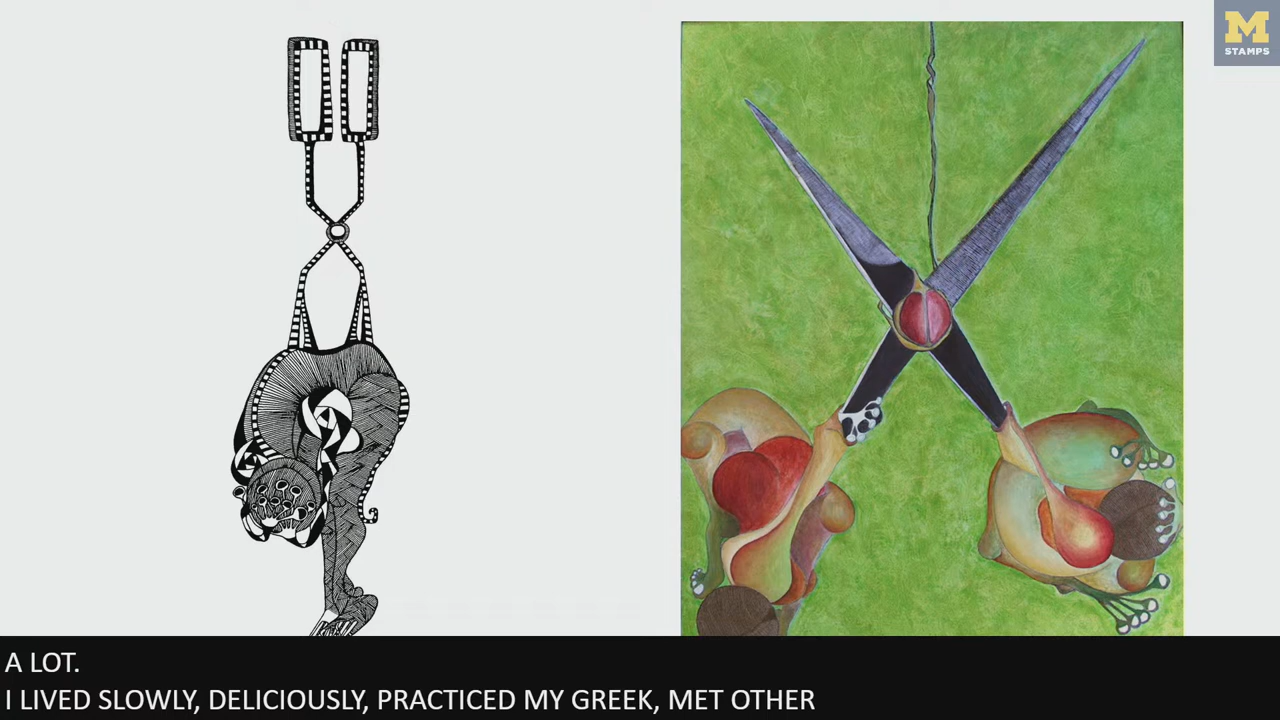 M
STAMPS
A LOT.
I LIVED SLOWLY, DELICIOUSLY, PRACTICED MY GREEK, MET OTHER